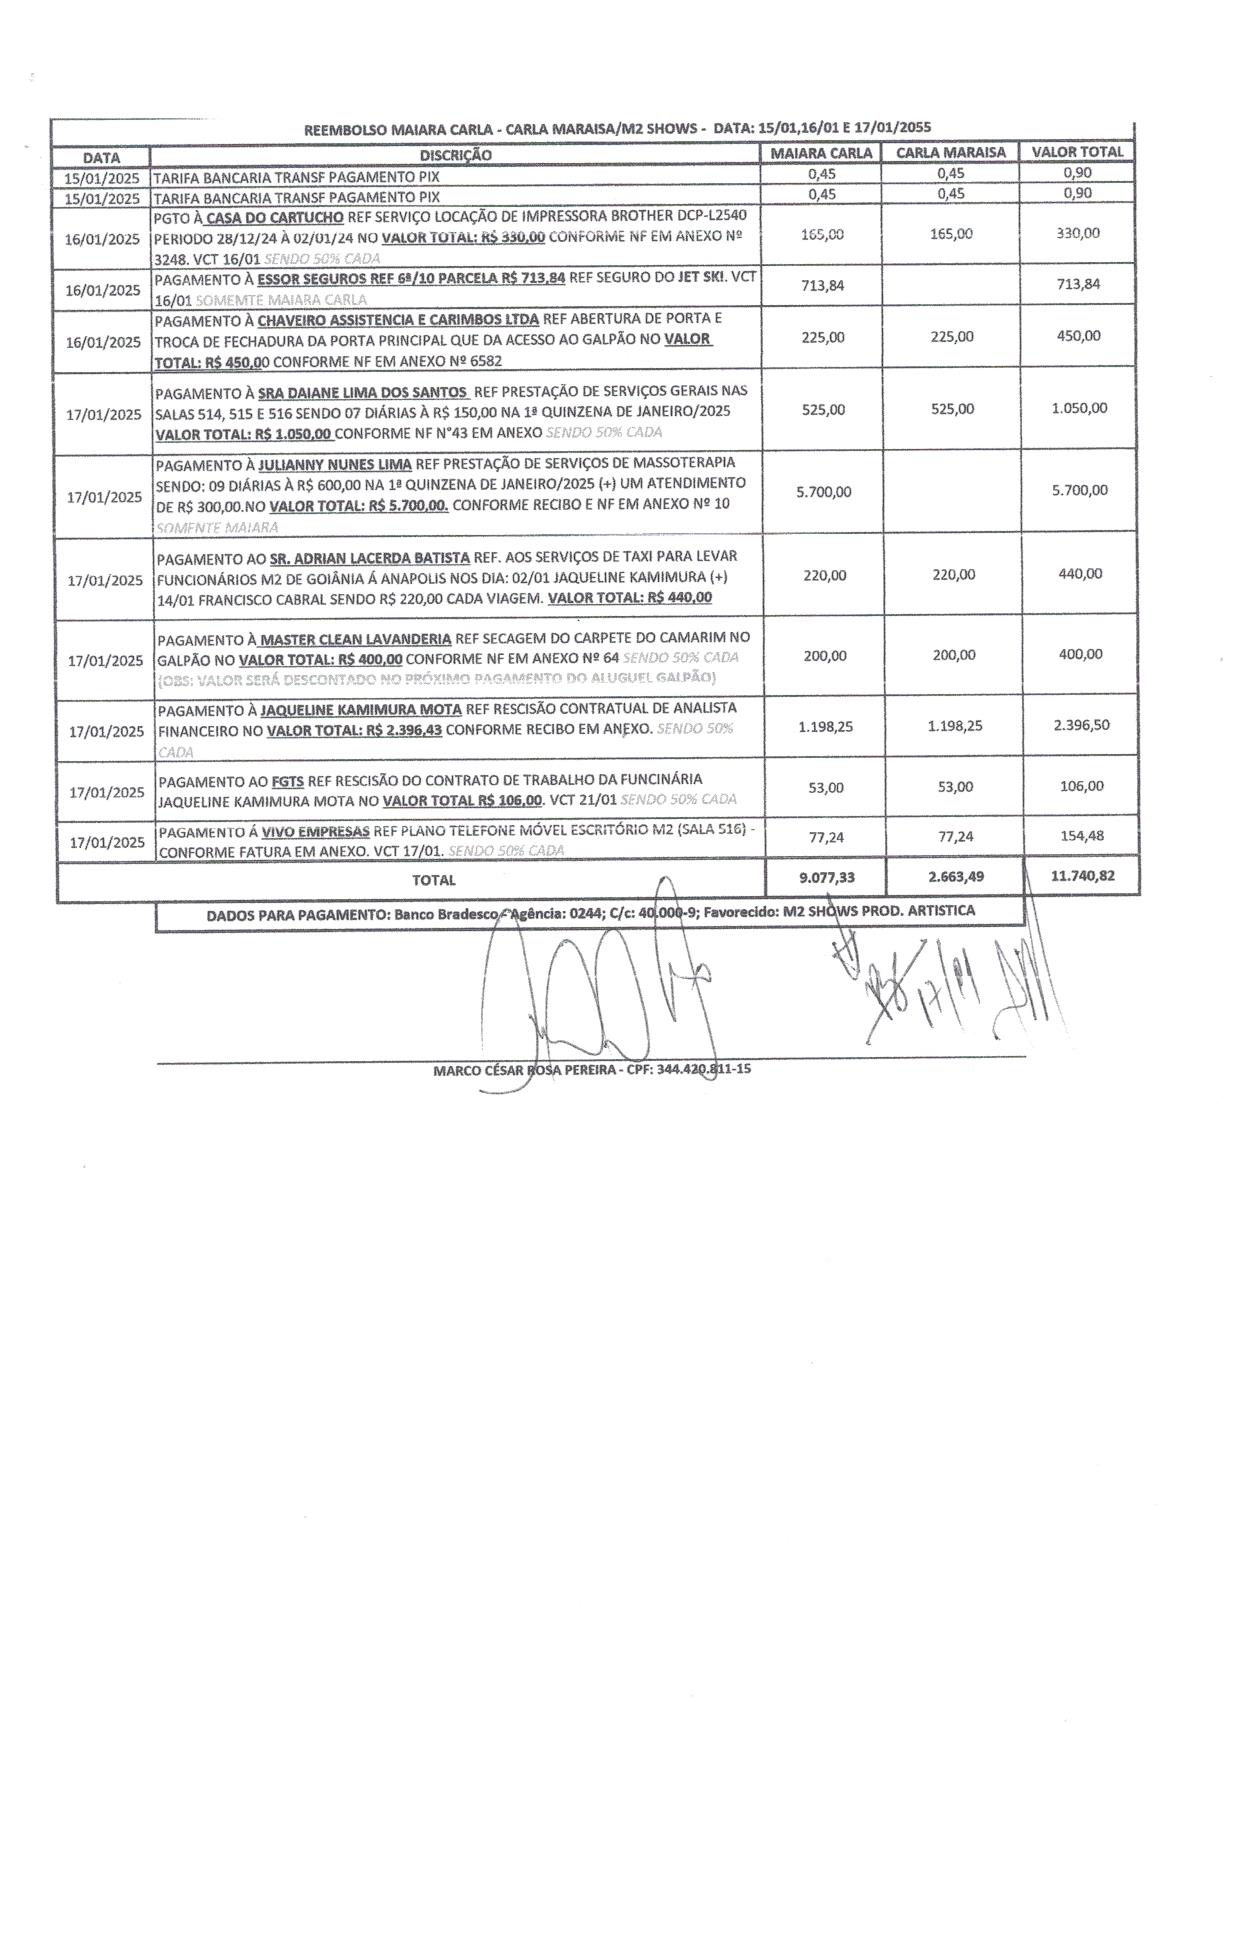 REEMBOLSO MAIARA CARLA - CARLA MARAISA/M2 SHOWS - DATA: 15/01,16/01 E 17/01/2055
DATA DISCRIÇÃO MAIARA CARLA CARLA MARAISA VALOR TOTAL
15/01/2025 TARIFA BANCARIA TRANSF PAGAMENTO PIX 0,45 0,45 0,90
15/01/2025 TARIFA BANCARIA TRANSF PAGAMENTO PIX 0,45 0,45 0,90
PGTO À CASA DO CARTUCHO REF SERVIÇO LOCAÇÃO DE IMPRESSORA BROTHER DCP-L2540
16/01/2025 PERIODO 28/12/24 À 02/01/24 NO VALOR TOTAL: R$ 330,00 CONFORME NF EM ANEXO Nº 165,00 165,00 330,00
3248. VCT 16/01 SENDO 50% CADA
16/01/2025 PAGAMENTO À ESSOR SEGUROS REF 6ª/10 PARCELA R$ 713,84 REF SEGURO DO JET SKI. VCT 713,84 713,84
16/01 SOMEMTE MAIARA CARLA
PAGAMENTO À CHAVEIRO ASSISTENCIA E CARIMBOS LTDA REF ABERTURA DE PORTA E
16/01/2025 TROCA DE FECHADURA DA PORTA PRINCIPAL QUE DA ACESSO AO GALPÃO NO VALOR 225,00 225,00 450,00
TOTAL: R$ 450,00 CONFORME NF EM ANEXO Nº 6582
PAGAMENTO À SRA DAIANE LIMA DOS SANTOS REF PRESTAÇÃO DE SERVIÇOS GERAIS NAS
17/01/2025 SALAS 514, 515 E 516 SENDO 07 DIÁRIAS À R$ 150,00 NA 1ª QUINZENA DE JANEIRO/2025 525,00 525,00 1.050,00
VALOR TOTAL: R$ 1.050,00 CONFORME NF N°43 EM ANEXO SENDO 50% CADA
PAGAMENTO À JULIANNY NUNES LIMA REF PRESTAÇÃO DE SERVIÇOS DE MASSOTERAPIA
17/01/2025 SENDO: 09 DIÁRIAS À R$ 600,00 NA 1ª QUINZENA DE JANEIRO/2025 (+) UM ATENDIMENTO 5.700,00 5.700,00
DE R$ 300,00.NO VALOR TOTAL: R$ 5.700,00. CONFORME RECIBO E NF EM ANEXO Nº 10
SOMENTE MAIARA
PAGAMENTO AO SR. ADRIAN LACERDA BATISTA REF. AOS SERVIÇOS DE TAXI PARA LEVAR
17/01/2025 FUNCIONÁRIOS M2 DE GOIÂNIA Á ANAPOLIS NOS DIA: 02/01 JAQUELINE KAMIMURA (+) 220,00 220,00 440,00
14/01 FRANCISCO CABRAL SENDO R$ 220,00 CADA VIAGEM. VALOR TOTAL: R$ 440,00
PAGAMENTO À MASTER CLEAN LAVANDERIA REF SECAGEM DO CARPETE DO CAMARIM NO
17/01/2025 GALPÃO NO VALOR TOTAL: R$ 400,00 CONFORME NF EM ANEXO Nº 64 SENDO 50% CADA 200,00 200,00 400,00
(OBS: VALOR SERÁ DESCONTADO NO PRÓXIMO PAGAMENTO DO ALUGUEL GALPÃO)
PAGAMENTO À JAQUELINE KAMIMURA MOTA REF RESCISÃO CONTRATUAL DE ANALISTA
17/01/2025 FINANCEIRO NO VALOR TOTAL: R$ 2.396,43 CONFORME RECIBO EM ANEXO. SENDO 50% 1.198,25 1.198,25 2.396,50
CADA
17/01/2025 PAGAMENTO AO FGTS REF RESCISÃO DO CONTRATO DE TRABALHO DA FUNCINÁRIA 53,00 53,00 106,00
JAQUELINE KAMIMURA MOTA NO VALOR TOTAL R$ 106,00. VCT 21/01 SENDO 50% CADA
17/01/2025 PAGAMENTO Á VIVO EMPRESAS REF PLANO TELEFONE MÓVEL ESCRITÓRIO M2 (SALA 516) - 77,24 77,24 154,48
CONFORME FATURA EM ANEXO. VCT 17/01. SENDO 50% CADA
TOTAL 9.077,33 2.663,49 11.740,82
DADOS PARA PAGAMENTO: Banco Bradesco - Agência: 0244; C/c: 40.000-9; Favorecido: M2 SHOWS PROD. ARTISTICA
17/01
MARCO CÉSAR ROSA PEREIRA - CPF: 344.420.811-15